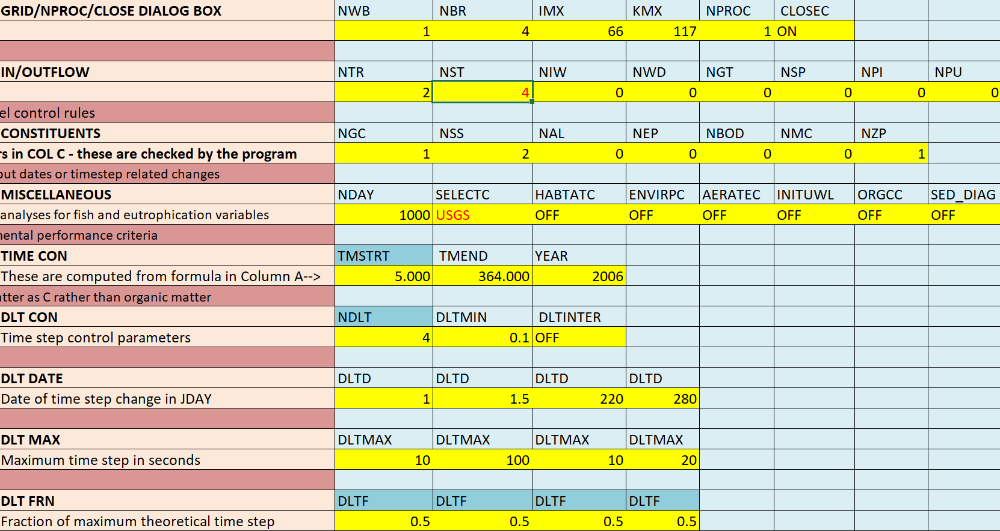 GRID/NPROC/CLOSE DIALOG BOX NWB NBR IMX KMX NPROC CLOSEC
1 4 66 117 1 ON
IN/OUTFLOW NTR NST NIW NWD NGT NSP NPI NPU
2 4 0 0 0 0 0 0
el control rules
CONSTITUENTS NGC NSS NAL NEP NBOD NMC NZP
rs in COL C - these are checked by the program 1 2 0 0 0 0 1
out dates or timestep related changes
MISCELLANEOUS NDAY SELECTC HABTATC ENVIRPC AERATEC INITUWL ORGCC SED_DIAG
analyses for fish and eutrophication variables 1000 USGS OFF OFF OFF OFF OFF OFF
nental performance criteria
TIME CON TMSTRT TMEND YEAR
These are computed from formula in Column A--> 5.000 364.000 2006
atter as C rather than organic matter
DLT CON NDLT DLTMIN DLTINTER
Time step control parameters 4 0.1 OFF
DLT DATE DLTD DLTD DLTD DLTD
Date of time step change in JDAY 1 1.5 220 280
DLT MAX DLTMAX DLTMAX DLTMAX DLTMAX
Maximum time step in seconds 10 100 10 20
DLT FRN DLTF DLTF DLTF DLTF
Fraction of maximum theoretical time step 0.5 0.5 0.5 0.5